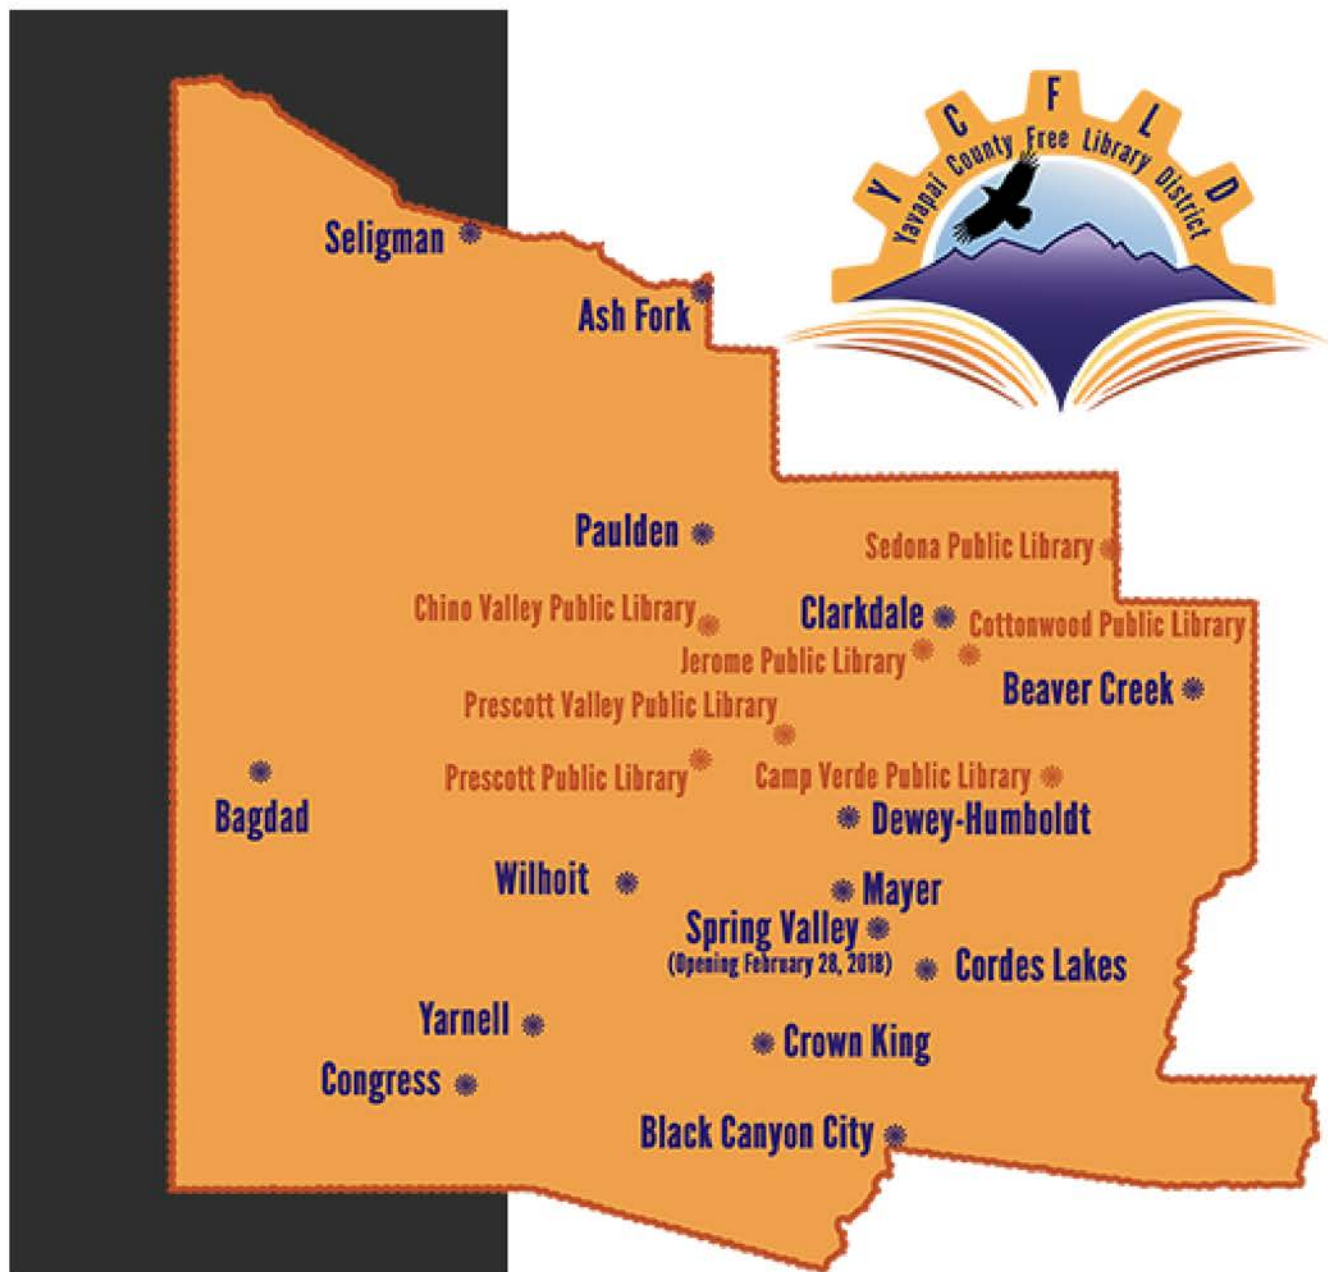 Y C F L D
Yavapai County Free Library District
Seligman
Ash Fork
Paulden
Sedona Public Library
Chino Valley Public Library
Clarkdale
Cottonwood Public Library
Jerome Public Library
Beaver Creek
Prescott Valley Public Library
Prescott Public Library
Camp Verde Public Library
Bagdad
Dewey-Humboldt
Wilhoit
Mayer
Spring Valley
(Opening February 28, 2018)
Cordes Lakes
Yarnell
Crown King
Congress
Black Canyon City